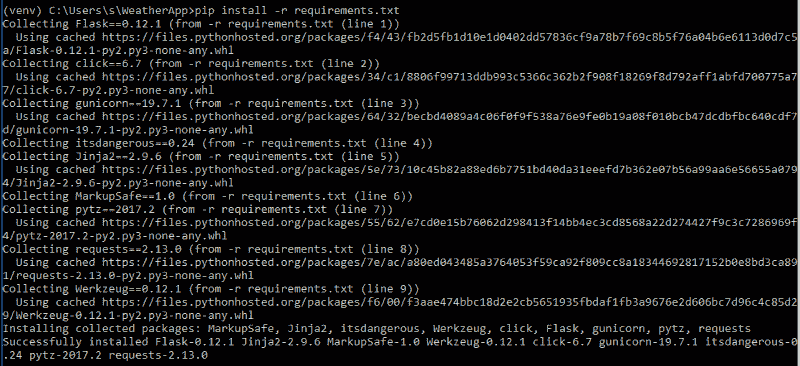 (venv) C:\Users\s\WeatherApp>pip install -r requirements.txt
Collecting Flask==0.12.1 (from -r requirements.txt (line 1))
  Using cached https://files.pythonhosted.org/packages/f4/43/fb2d5fb1d10e1d0402dd57836cf9a78b7f69c8b5f76a04b6e6113d0d7c5
a/Flask-0.12.1-py2.py3-none-any.whl
Collecting click==6.7 (from -r requirements.txt (line 2))
  Using cached https://files.pythonhosted.org/packages/34/c1/8806f99713ddb993c5366c362b2f908f18269f8d792aff1abfd700775a7
7/click-6.7-py2.py3-none-any.whl
Collecting gunicorn==19.7.1 (from -r requirements.txt (line 3))
  Using cached https://files.pythonhosted.org/packages/64/32/becbd4089a4c06f0f9f538a76e9fe0b19a08f010bcb47dcdbfbc640cdf7
d/gunicorn-19.7.1-py2.py3-none-any.whl
Collecting itsdangerous==0.24 (from -r requirements.txt (line 4))
Collecting Jinja2==2.9.6 (from -r requirements.txt (line 5))
  Using cached https://files.pythonhosted.org/packages/5e/73/10c45b82a88ed6b7751bd40da31eeefd7b362e07b56a99aa6e56655a079
4/Jinja2-2.9.6-py2.py3-none-any.whl
Collecting MarkupSafe==1.0 (from -r requirements.txt (line 6))
Collecting pytz==2017.2 (from -r requirements.txt (line 7))
  Using cached https://files.pythonhosted.org/packages/55/62/e7cd0e15b76062d298413f14bb4ec3cd8568a22d274427f9c3c7286969f
4/pytz-2017.2-py2.py3-none-any.whl
Collecting requests==2.13.0 (from -r requirements.txt (line 8))
  Using cached https://files.pythonhosted.org/packages/7e/ac/a80ed043485a3764053f59ca92f809cc8a18344692817152b0e8bd3ca89
1/requests-2.13.0-py2.py3-none-any.whl
Collecting Werkzeug==0.12.1 (from -r requirements.txt (line 9))
  Using cached https://files.pythonhosted.org/packages/f6/00/f3aae474bbc18d2e2cb5651935fbdaf1fb3a9676e2d606bc7d96c4c85d2
9/Werkzeug-0.12.1-py2.py3-none-any.whl
Installing collected packages: MarkupSafe, Jinja2, itsdangerous, Werkzeug, click, Flask, gunicorn, pytz, requests
Successfully installed Flask-0.12.1 Jinja2-2.9.6 MarkupSafe-1.0 Werkzeug-0.12.1 click-6.7 gunicorn-19.7.1 itsdangerous-0
.24 pytz-2017.2 requests-2.13.0